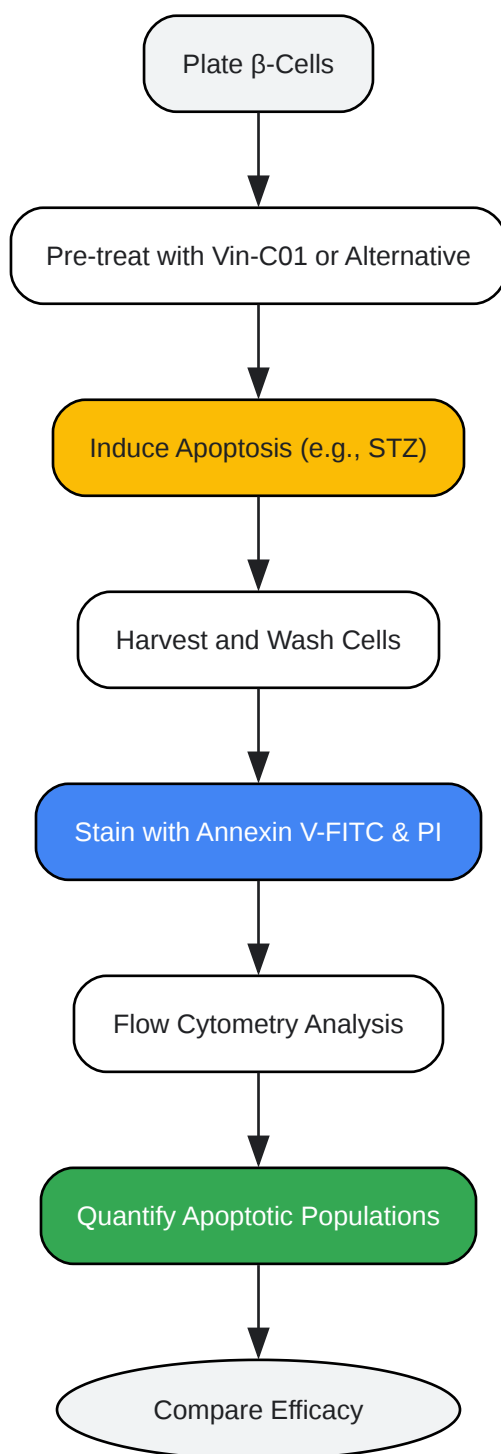 Plate β-Cells
Pre-treat with Vin-C01 or Alternative
Induce Apoptosis (e.g., STZ)
Harvest and Wash Cells
Stain with Annexin V-FITC & PI
Flow Cytometry Analysis
Quantify Apoptotic Populations
Compare Efficacy